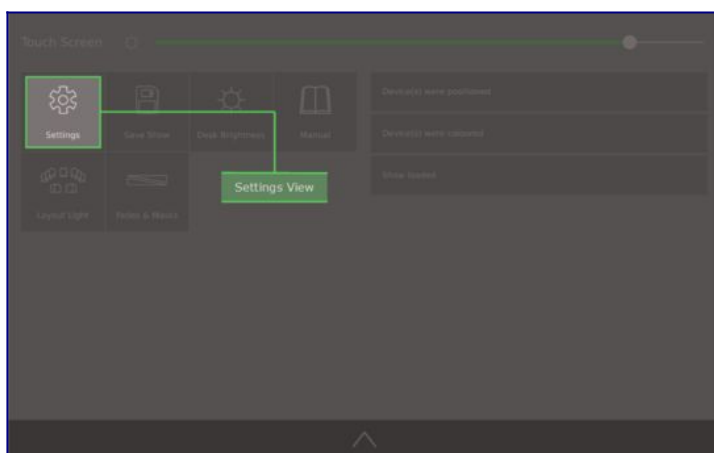 Touch Screen
Settings
Save Show
Desk Brightness
Manual
Device(s) were positioned
Device(s) were coloured
Show loaded
Settings View
Layout Light
Fades & Macro